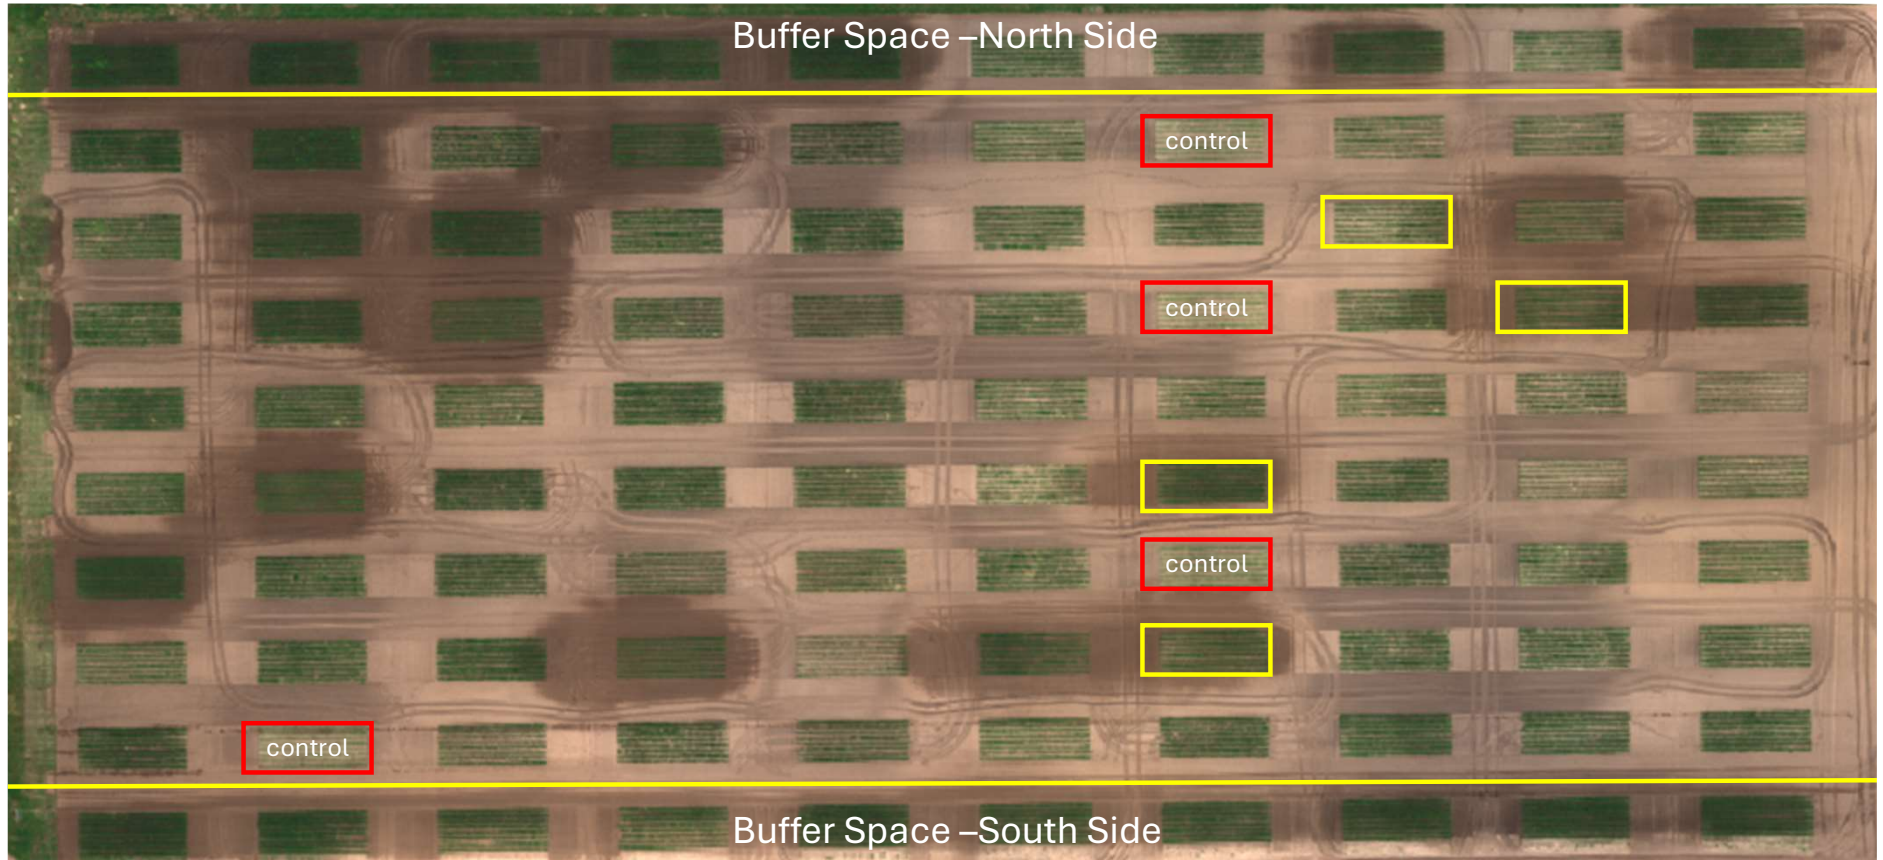 Buffer Space –North Side
control
control
control
control
Buffer Space –South Side